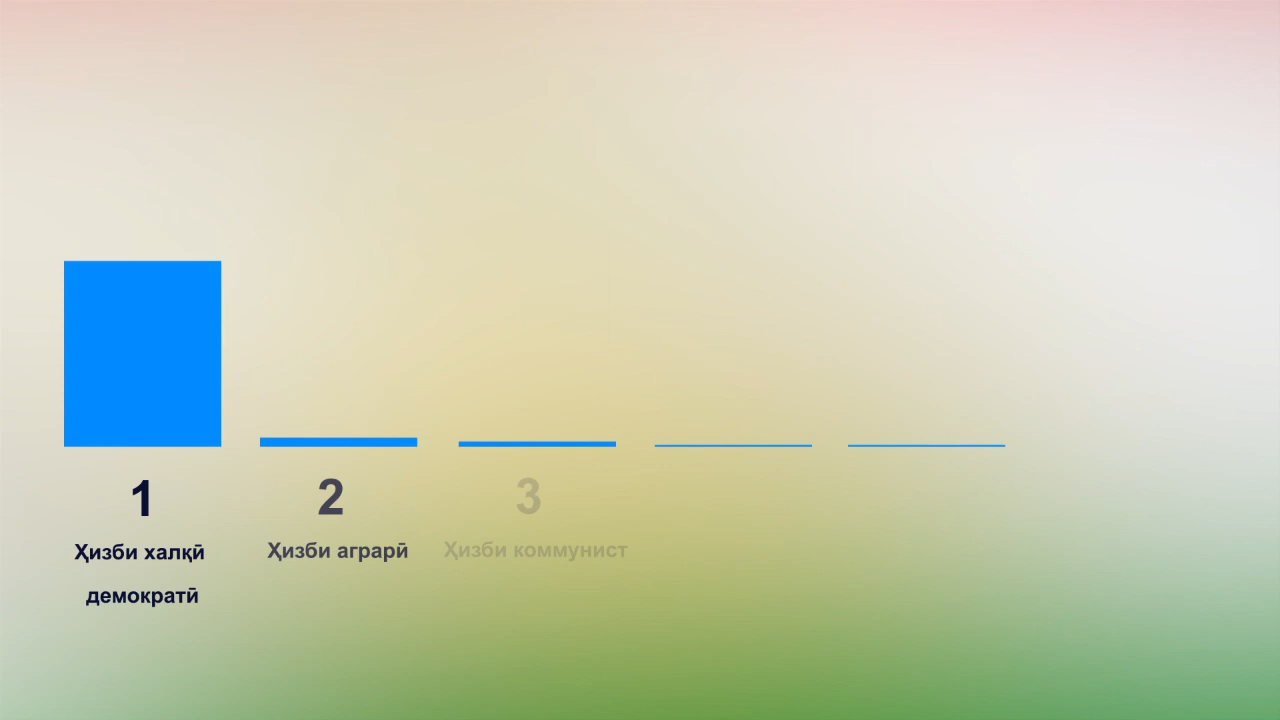 1
Ҳизби халқӣ
демократӣ
2
Ҳизби аграрӣ
3
Ҳизби коммунист